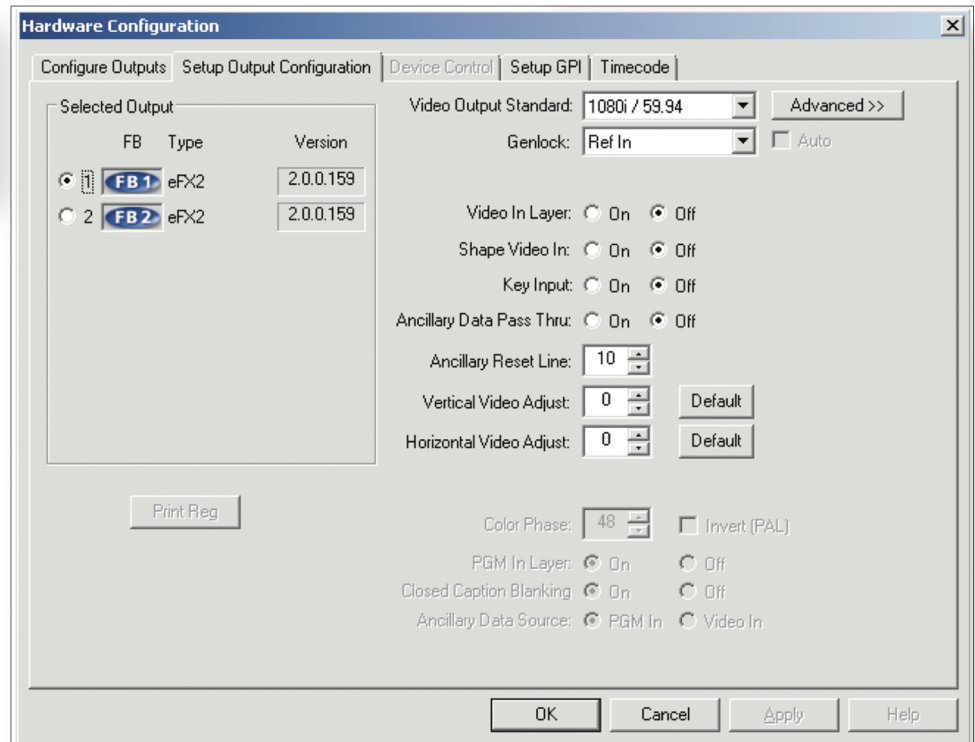 Hardware Configuration
Configure Outputs Setup Output Configuration Device Control Setup GPI Timecode
Selected Output
FB Type Version
1 FB 1 eFX2 2.0.0.159
2 FB 2 eFX2 2.0.0.159
Print Reg
Video Output Standard: 1080i / 59.94 Advanced >>
Genlock: Ref In Auto
Video In Layer: On Off
Shape Video In: On Off
Key Input: On Off
Ancillary Data Pass Thru: On Off
Ancillary Reset Line: 10
Vertical Video Adjust: 0 Default
Horizontal Video Adjust: 0 Default
Color Phase: 48 Invert (PAL)
PGM In Layer: On Off
Closed Caption Blanking On Off
Ancillary Data Source: PGM In Video In
OK Cancel Apply Help